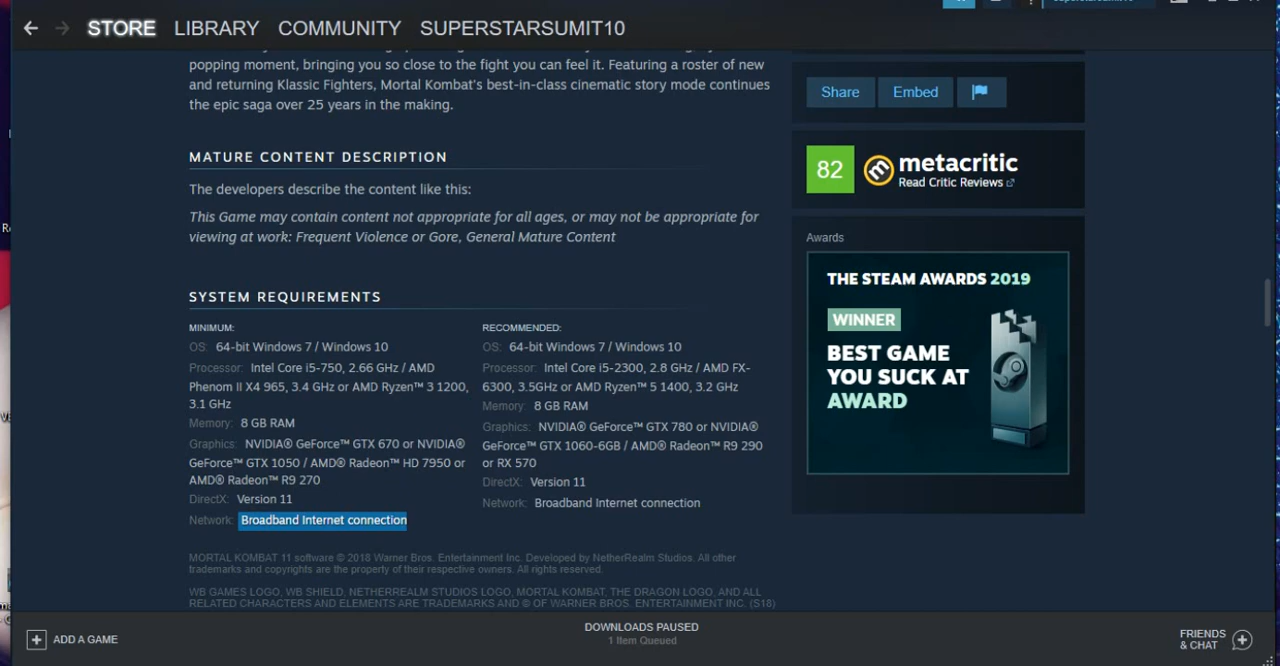 STORE LIBRARY COMMUNITY SUPERSTARSUMIT10
popping moment, bringing you so close to the fight you can feel it. Featuring a roster of new
and returning Klassic Fighters, Mortal Kombat's best-in-class cinematic story mode continues
the epic saga over 25 years in the making.
MATURE CONTENT DESCRIPTION
The developers describe the content like this:
This Game may contain content not appropriate for all ages, or may not be appropriate for
viewing at work: Frequent Violence or Gore, General Mature Content
SYSTEM REQUIREMENTS
MINIMUM:
OS: 64-bit Windows 7 / Windows 10
Processor: Intel Core i5-750, 2.66 GHz / AMD
Phenom II X4 965, 3.4 GHz or AMD Ryzen™ 3 1200,
3.1 GHz
Memory: 8 GB RAM
Graphics: NVIDIA® GeForce™ GTX 670 or NVIDIA®
GeForce™ GTX 1050 / AMD® Radeon™ HD 7950 or
AMD® Radeon™ R9 270
DirectX: Version 11
Network: Broadband Internet connection
RECOMMENDED:
OS: 64-bit Windows 7 / Windows 10
Processor: Intel Core i5-2300, 2.8 GHz / AMD FX-
6300, 3.5GHz or AMD Ryzen™ 5 1400, 3.2 GHz
Memory: 8 GB RAM
Graphics: NVIDIA® GeForce™ GTX 780 or NVIDIA®
GeForce™ GTX 1060-6GB / AMD® Radeon™ R9 290
or RX 570
DirectX: Version 11
Network: Broadband Internet connection
MORTAL KOMBAT 11 software © 2018 Warner Bros. Entertainment Inc. Developed by NetherRealm Studios. All other
trademarks and copyrights are the property of their respective owners. All rights reserved.
WB GAMES LOGO, WB SHIELD, NETHERREALM STUDIOS LOGO, MORTAL KOMBAT, THE DRAGON LOGO, AND ALL
RELATED CHARACTERS AND ELEMENTS ARE TRADEMARKS AND © OF WARNER BROS. ENTERTAINMENT INC. (S18)
Share Embed
82 metacritic
Read Critic Reviews
Awards
THE STEAM AWARDS 2019
WINNER
BEST GAME
YOU SUCK AT
AWARD
ADD A GAME
DOWNLOADS PAUSED
1 Item Queued
FRIENDS
& CHAT